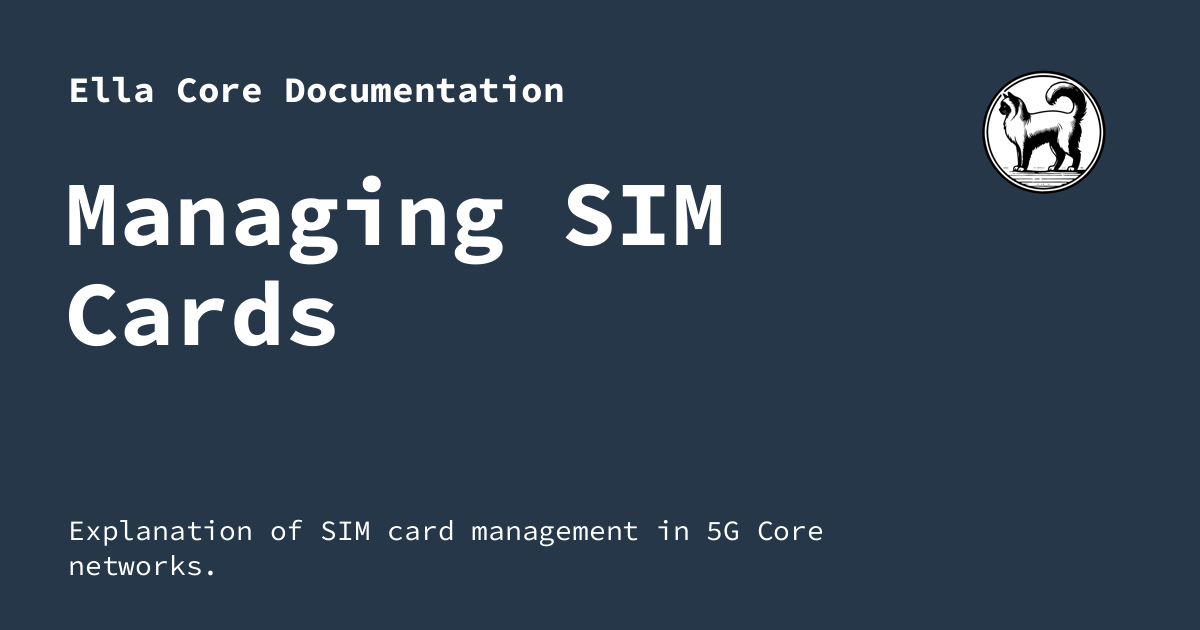 Ella Core Documentation
Managing SIM
Cards
Explanation of SIM card management in 5G Core
networks.